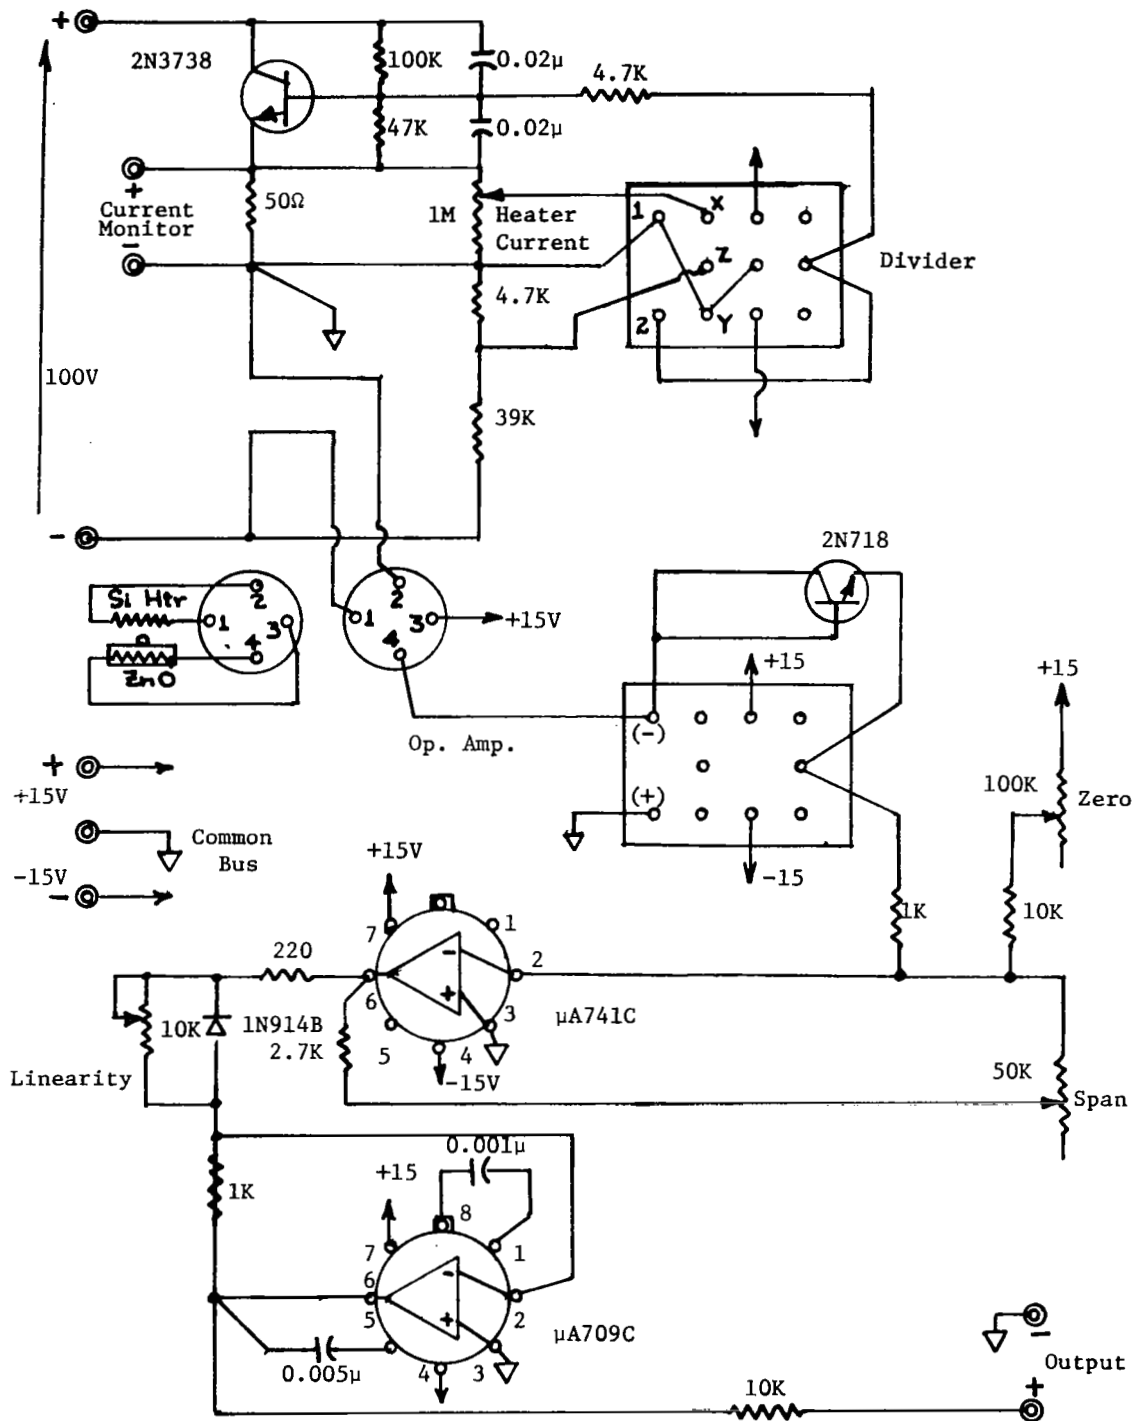 +
2N3738
100K
0.02μ
4.7K
47K
0.02μ
+
Current
Monitor
-
50Ω
1M
Heater
Current
1
X
Z
2
Y
Divider
4.7K
100V
39K
-
2N718
Si Htr
1
2
3
4
ZnO
1
2
3
4
+15V
+15
(-)
(+)
-15
Op. Amp.
+15
100K
Zero
+
+15V
Common
Bus
-15V
-
+15V
1K
10K
220
7
1
-
2
+
6
3
5
4
μA741C
-15V
10K
1N914B
2.7K
Linearity
50K
Span
0.001μ
+15
1K
8
7
1
6
-
2
5
+
4
3
μA709C
0.005μ
-
Output
+
10K